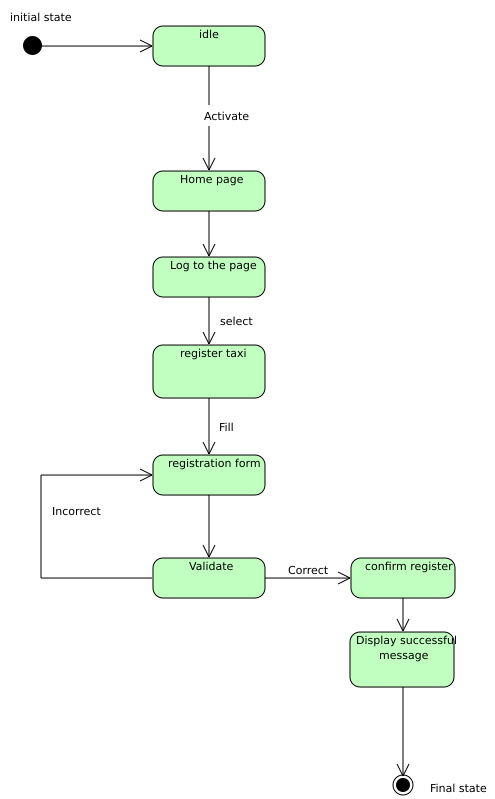 initial state
idle
Activate
Home page
Log to the page
select
register taxi
Fill
registration form
Incorrect
Validate
Correct
confirm register
Display successful
message
Final state